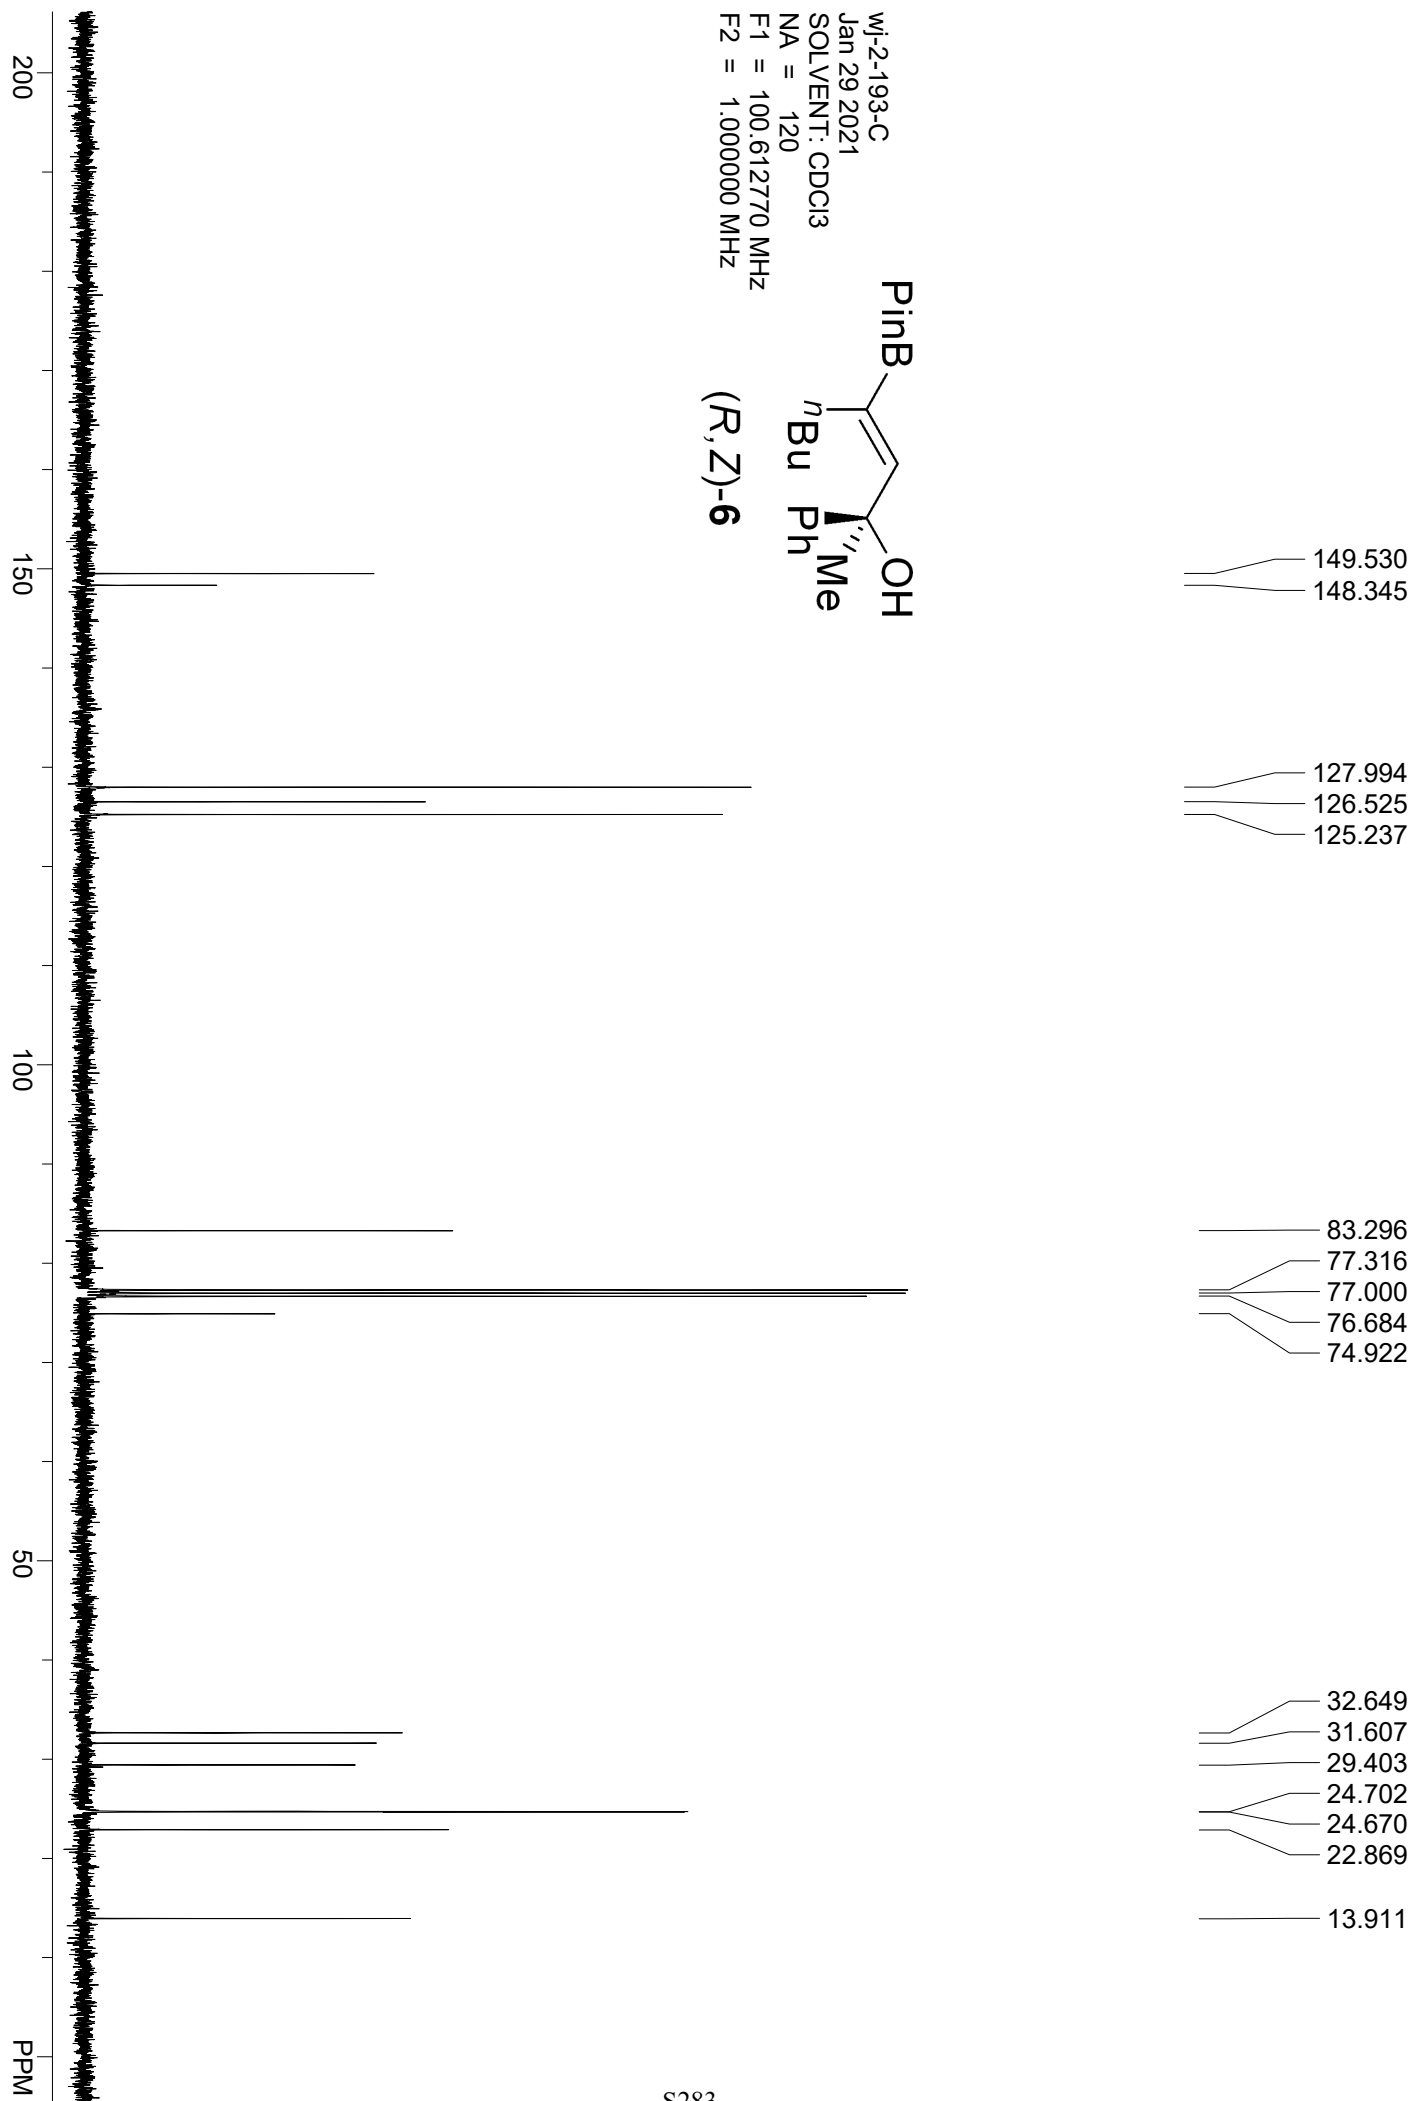 wj-2-193-C
Jan 29 2021
SOLVENT: CDCl3
NA = 120
F1 = 100.612770 MHz
F2 = 1.000000 MHz
PinB
OH
nBu
Ph
Me
(R,Z)-6
149.530
148.345
127.994
126.525
125.237
83.296
77.316
77.000
76.684
74.922
32.649
31.607
29.403
24.702
24.670
22.869
13.911
200
150
100
50
PPM
S283